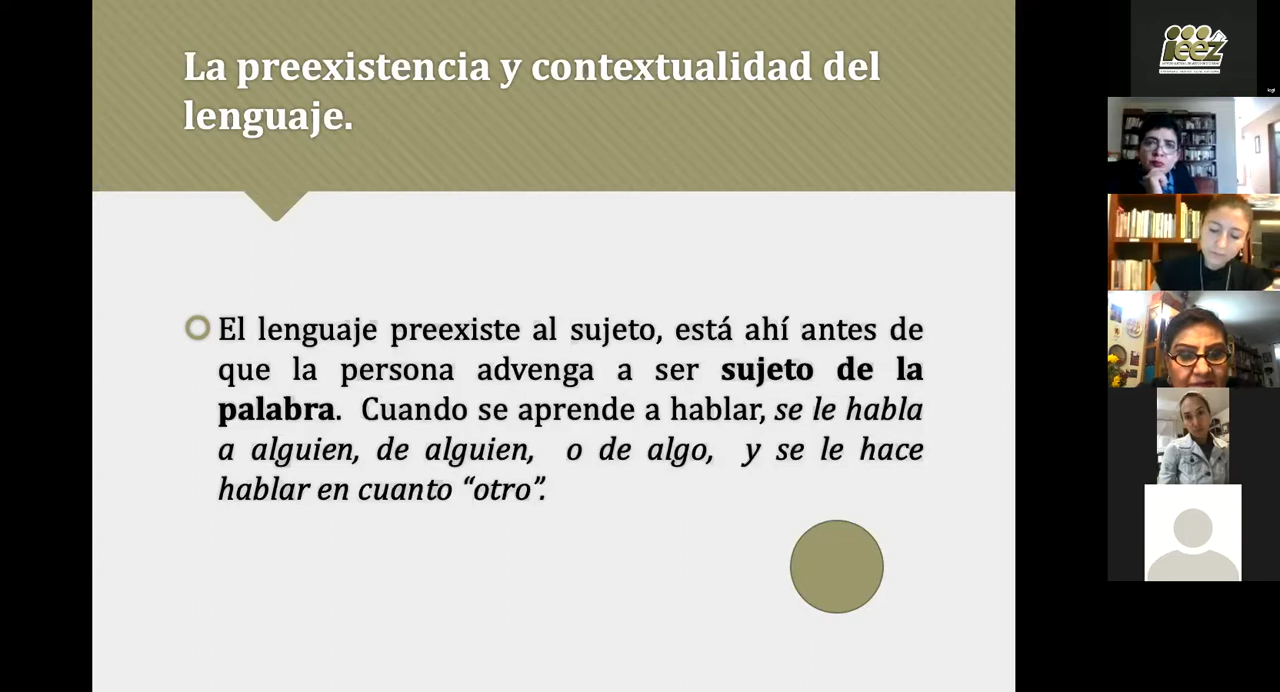 La preexistencia y contextualidad del
lenguaje.
El lenguaje preexiste al sujeto, está ahí antes de
que la persona advenga a ser sujeto de la
palabra. Cuando se aprende a hablar, se le habla
a alguien, de alguien, o de algo, y se le hace
hablar en cuanto “otro”.
ieez